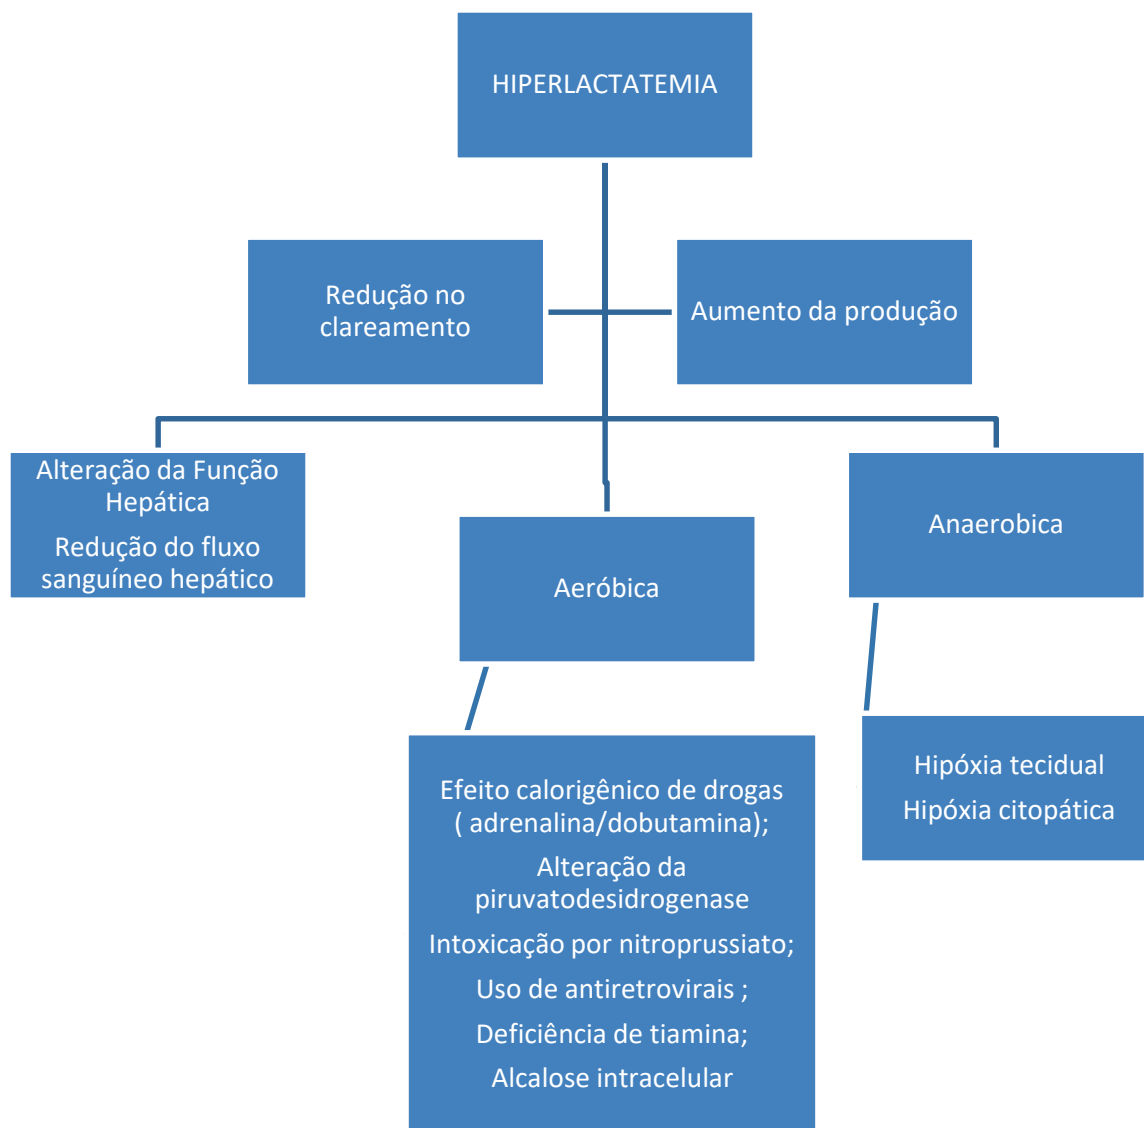 HIPERLACTATEMIA
Redução no
clareamento
Aumento da produção
Alteração da Função
Hepática
Redução do fluxo
sanguíneo hepático
Aeróbica
Anaerobica
Efeito calorigênico de drogas
( adrenalina/dobutamina);
Alteração da
piruvatodesidrogenase
Intoxicação por nitroprussiato;
Uso de antiretrovirais ;
Deficiência de tiamina;
Alcalose intracelular
Hipóxia tecidual
Hipóxia citopática